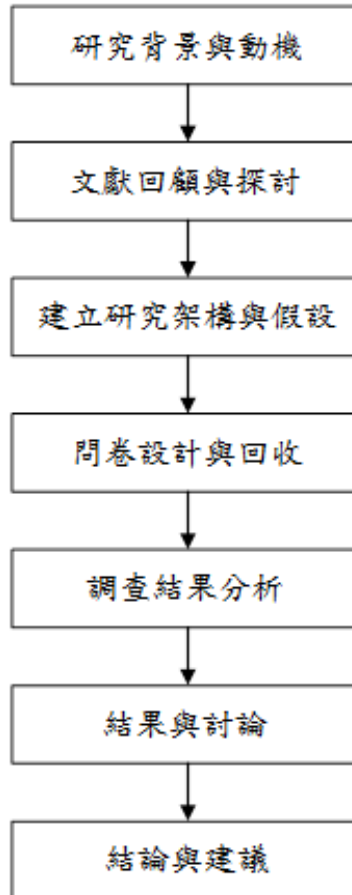 研究背景與動機
文獻回顧與探討
建立研究架構與假設
問卷設計與回收
調查結果分析
結果與討論
結論與建議